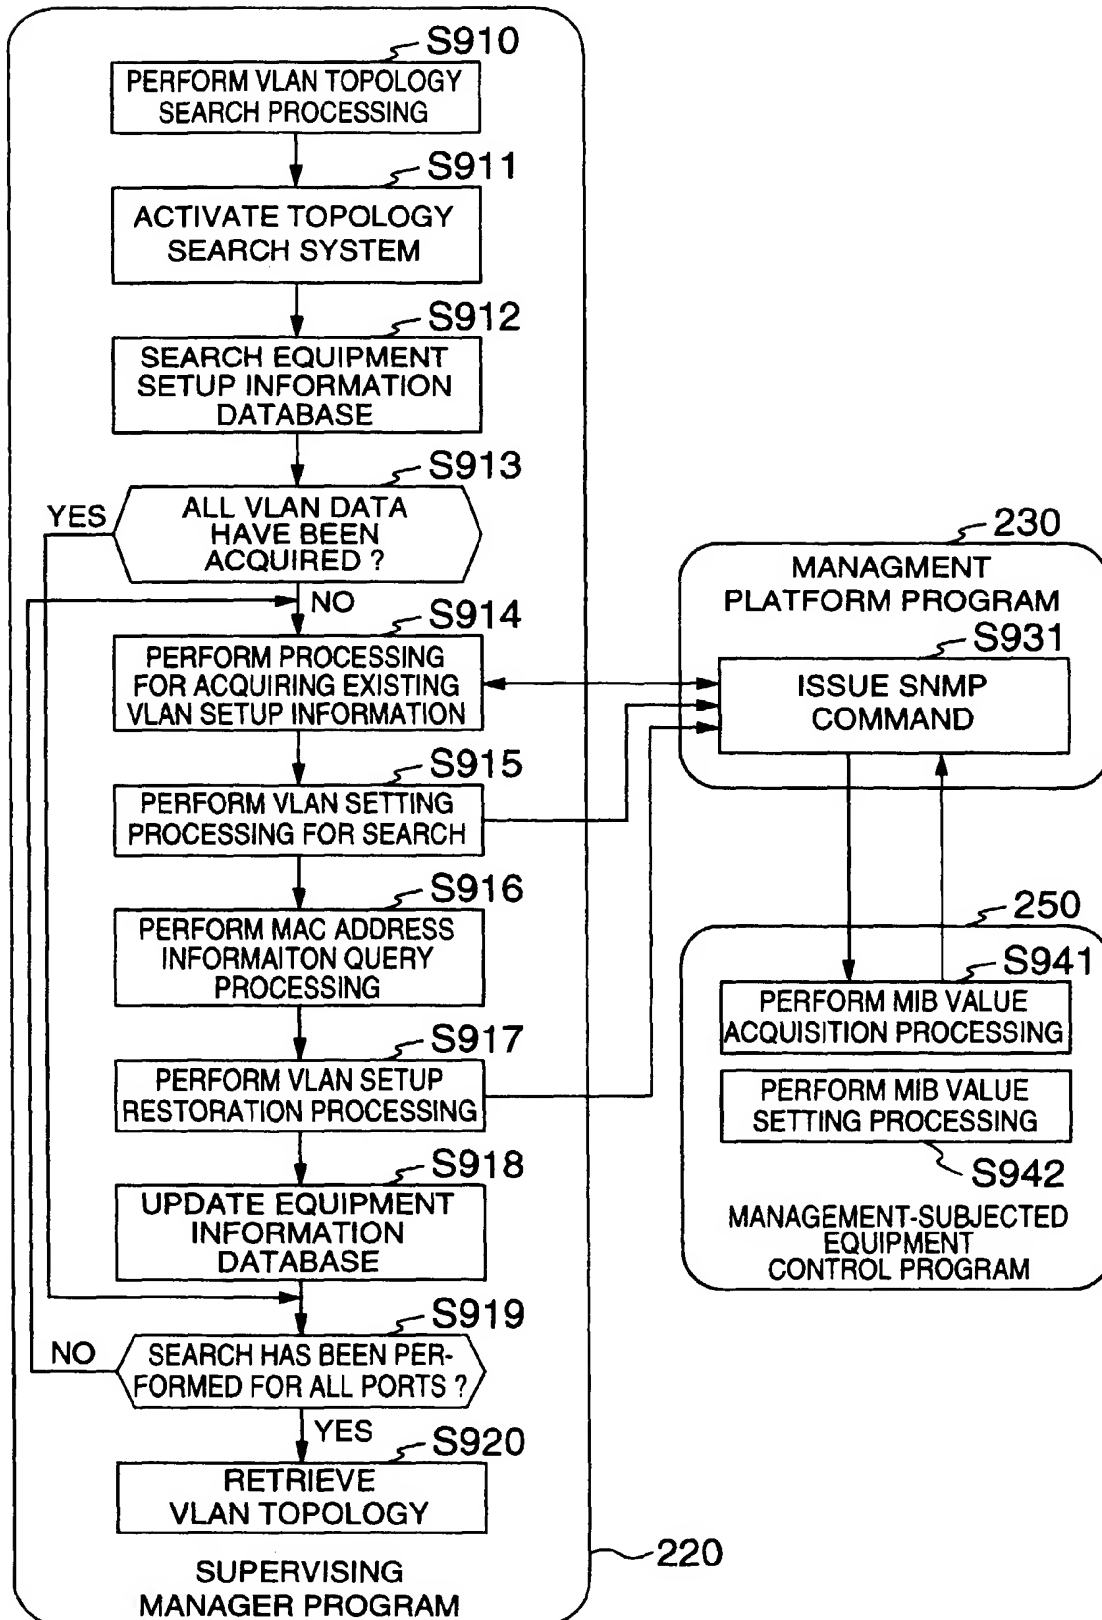 S910
PERFORM VLAN TOPOLOGY
SEARCH PROCESSING
S911
ACTIVATE TOPOLOGY
SEARCH SYSTEM
S912
SEARCH EQUIPMENT
SETUP INFORMATION
DATABASE
S913
YES
ALL VLAN DATA
HAVE BEEN
ACQUIRED ?
NO
S914
PERFORM PROCESSING
FOR ACQUIRING EXISTING
VLAN SETUP INFORMATION
S915
PERFORM VLAN SETTING
PROCESSING FOR SEARCH
S916
PERFORM MAC ADDRESS
INFORMAITON QUERY
PROCESSING
S917
PERFORM VLAN SETUP
RESTORATION PROCESSING
S918
UPDATE EQUIPMENT
INFORMATION
DATABASE
S919
NO
SEARCH HAS BEEN PER-
FORMED FOR ALL PORTS ?
YES
S920
RETRIEVE
VLAN TOPOLOGY
220
SUPERVISING
MANAGER PROGRAM
230
MANAGMENT
PLATFORM PROGRAM
S931
ISSUE SNMP
COMMAND
250
S941
PERFORM MIB VALUE
ACQUISITION PROCESSING
PERFORM MIB VALUE
SETTING PROCESSING
S942
MANAGEMENT-SUBJECTED
EQUIPMENT
CONTROL PROGRAM